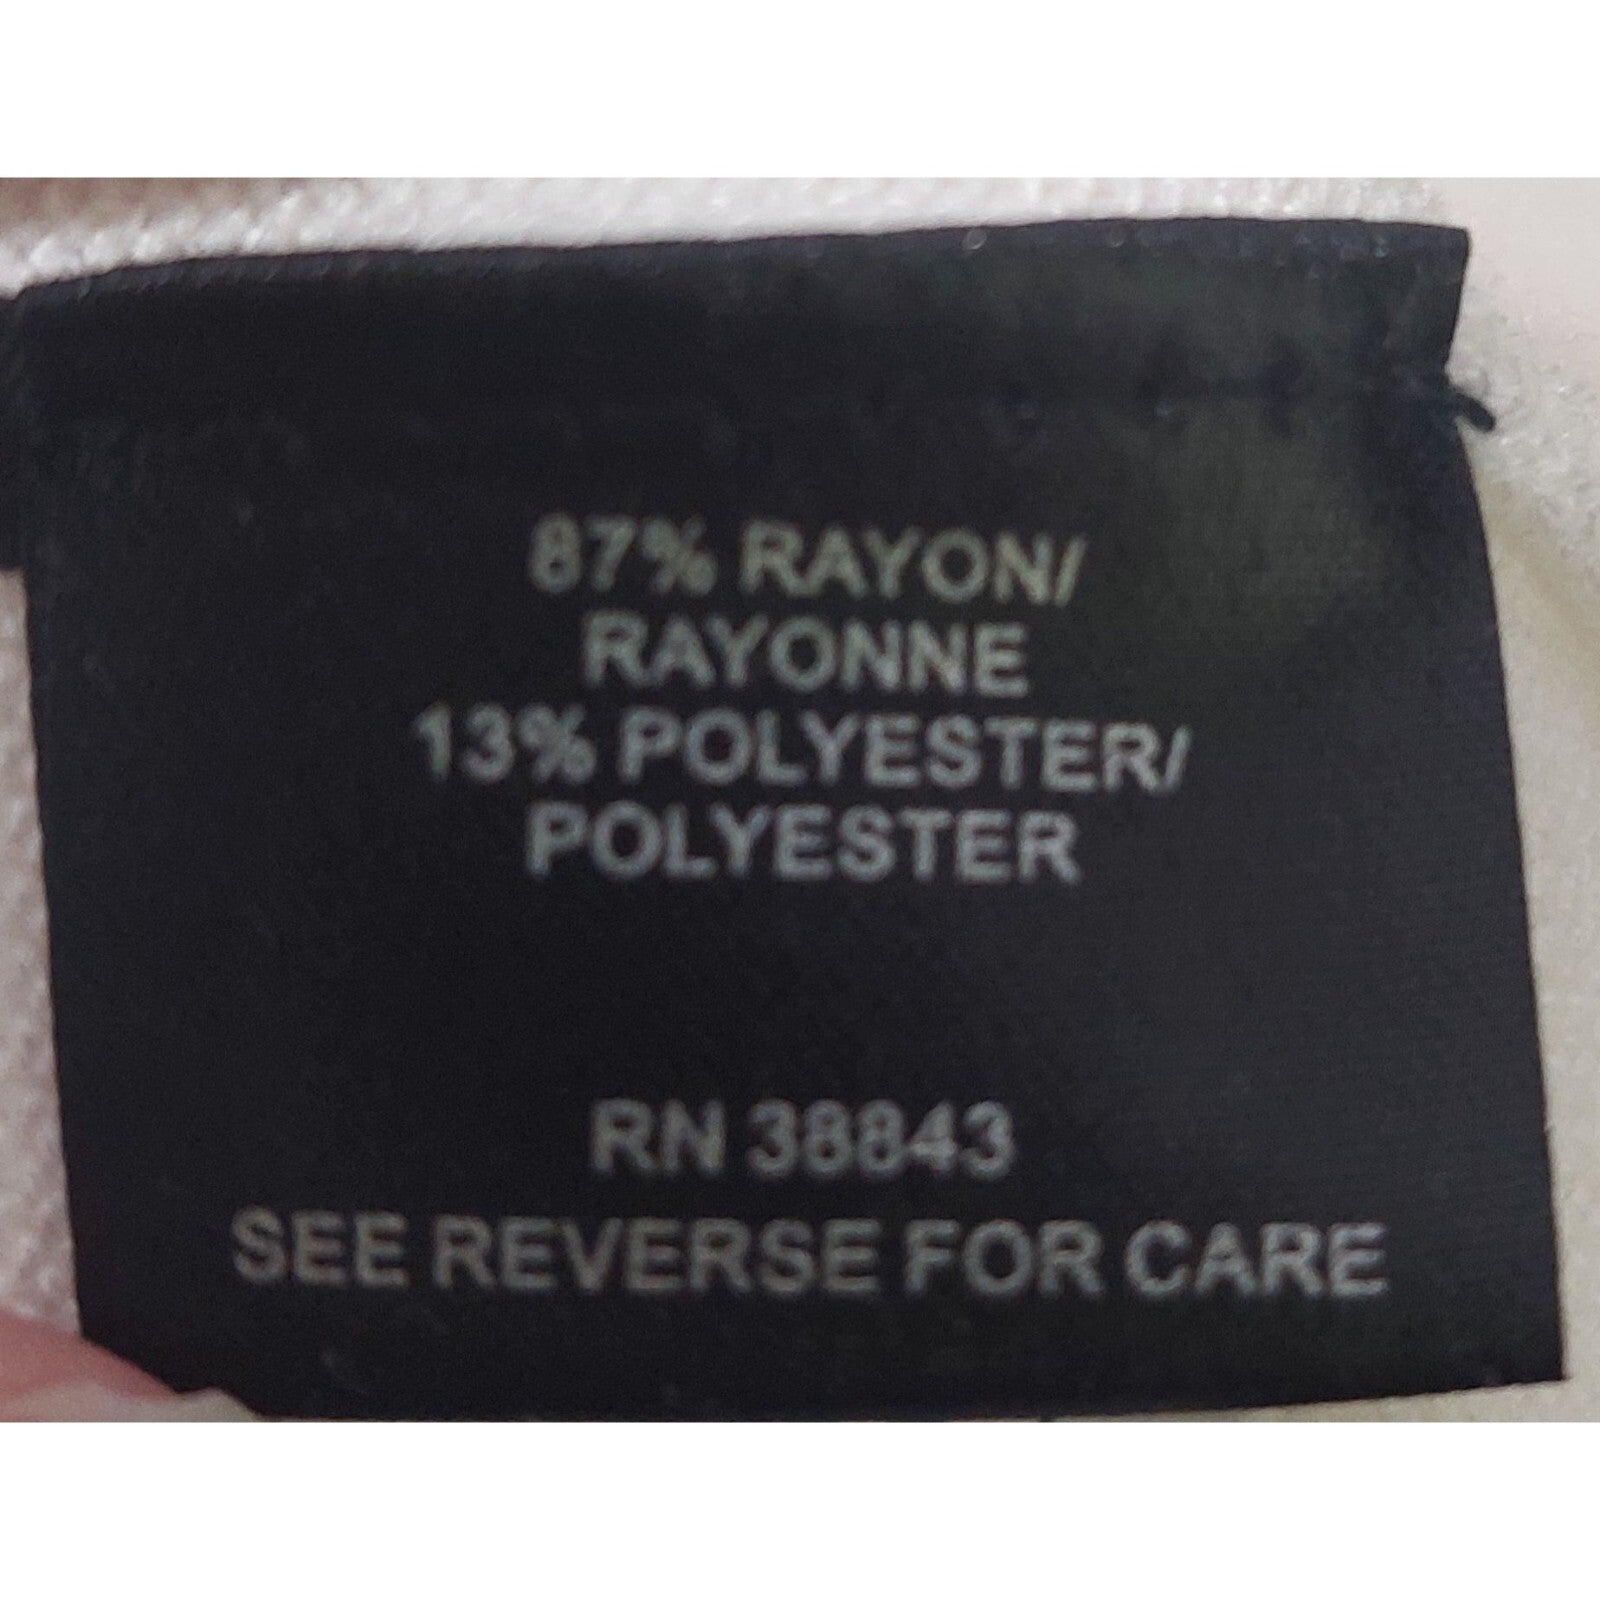 87% RAYON/
RAYONNE
13% POLYESTER/
POLYESTER
RN 38843
SEE REVERSE FOR CARE